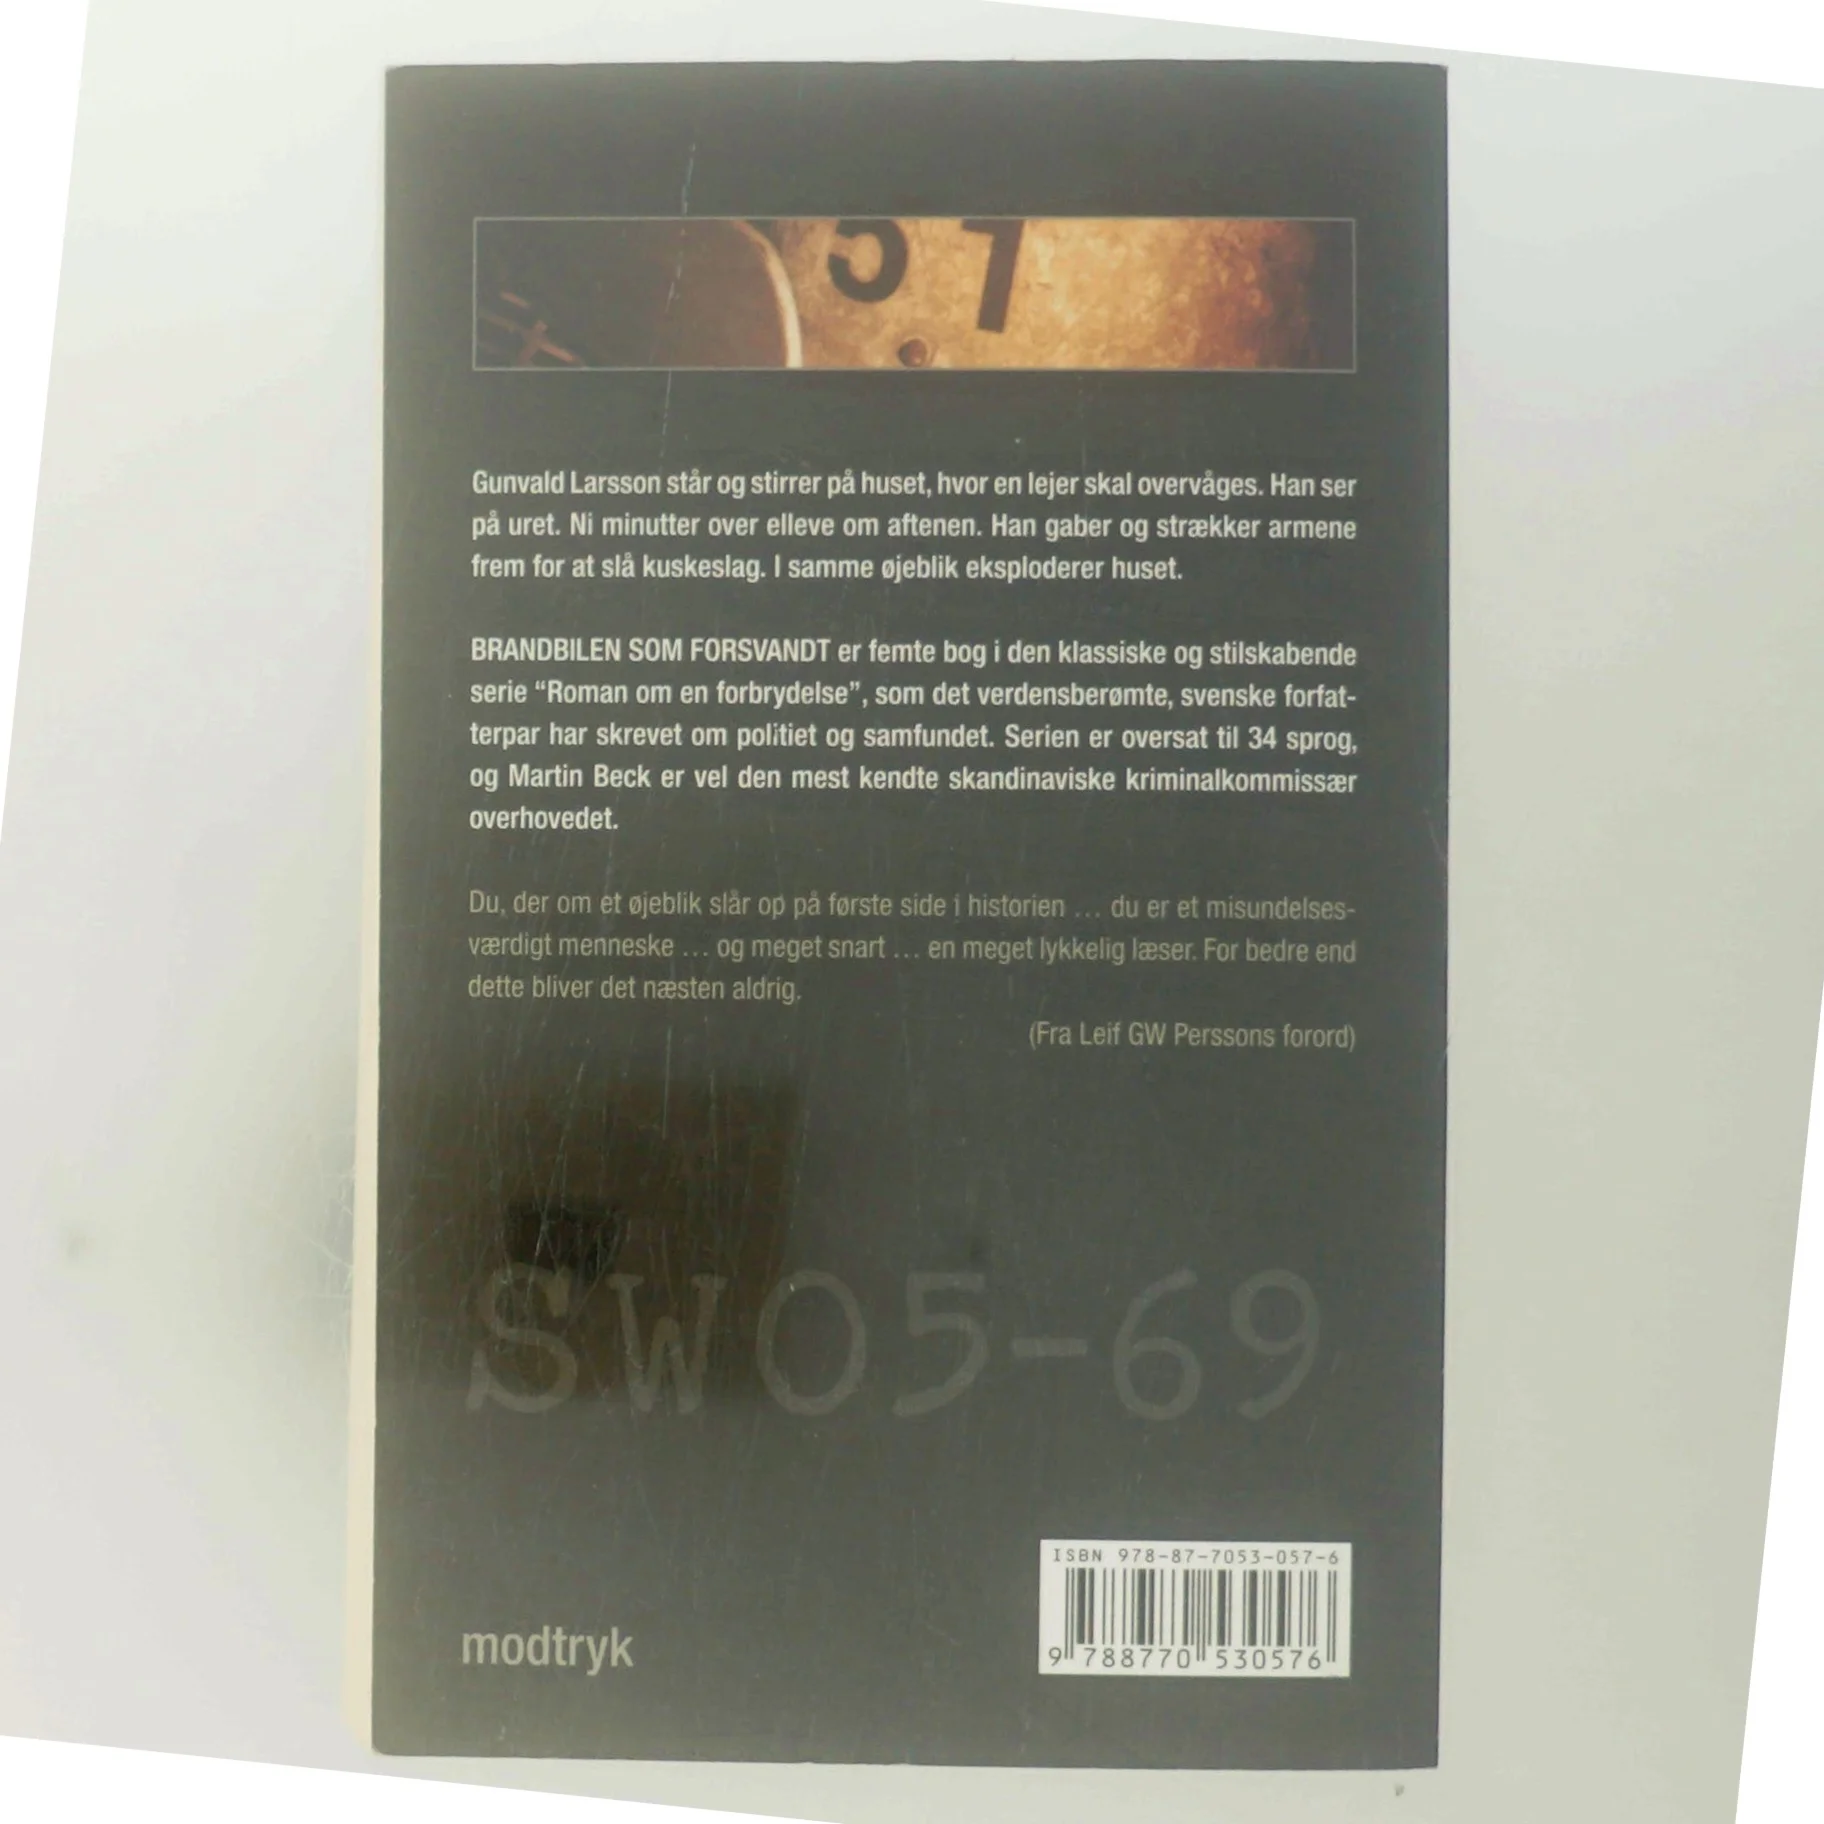 57
Gunvald Larsson står og stirrer på huset, hvor en lejer skal overvåges. Han ser
på uret. Ni minutter over elleve om aftenen. Han gaber og strækker armene
frem for at slå kuskeslag. I samme øjeblik eksploderer huset.
BRANDBILEN SOM FORSVANDT er femte bog i den klassiske og stilskabende
serie “Roman om en forbrydelse”, som det verdensberømte, svenske forfat-
terpar har skrevet om politiet og samfundet. Serien er oversat til 34 sprog,
og Martin Beck er vel den mest kendte skandinaviske kriminalkommissær
overhovedet.
Du, der om et øjeblik slår op på første side i historien ... du er et misundelses-
værdigt menneske ... og meget snart ... en meget lykkelig læser. For bedre end
dette bliver det næsten aldrig.
(Fra Leif GW Perssons forord)
SW05-69
ISBN 978-87-7053-057-6
9 788770 530576
modtryk